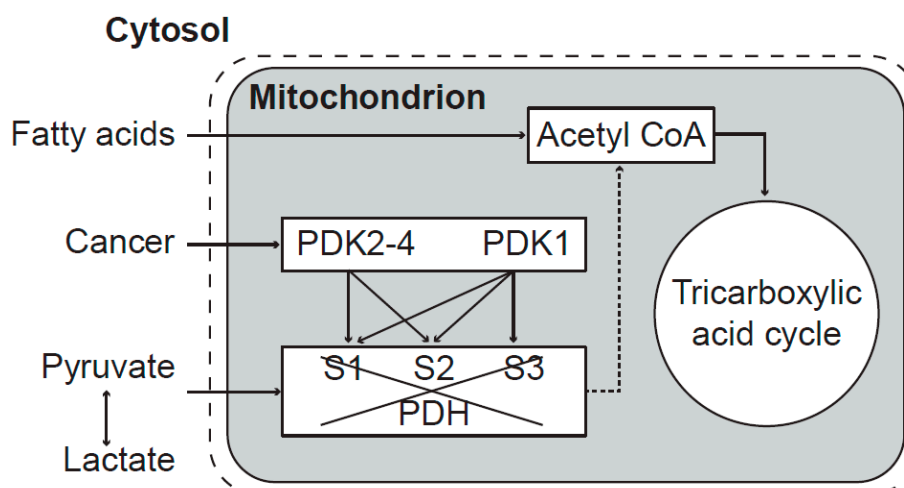 Cytosol
Mitochondrion
Fatty acids
Acetyl CoA
Cancer
PDK2-4 PDK1
Tricarboxylic
acid cycle
Pyruvate
S1 S2 S3
PDH
Lactate